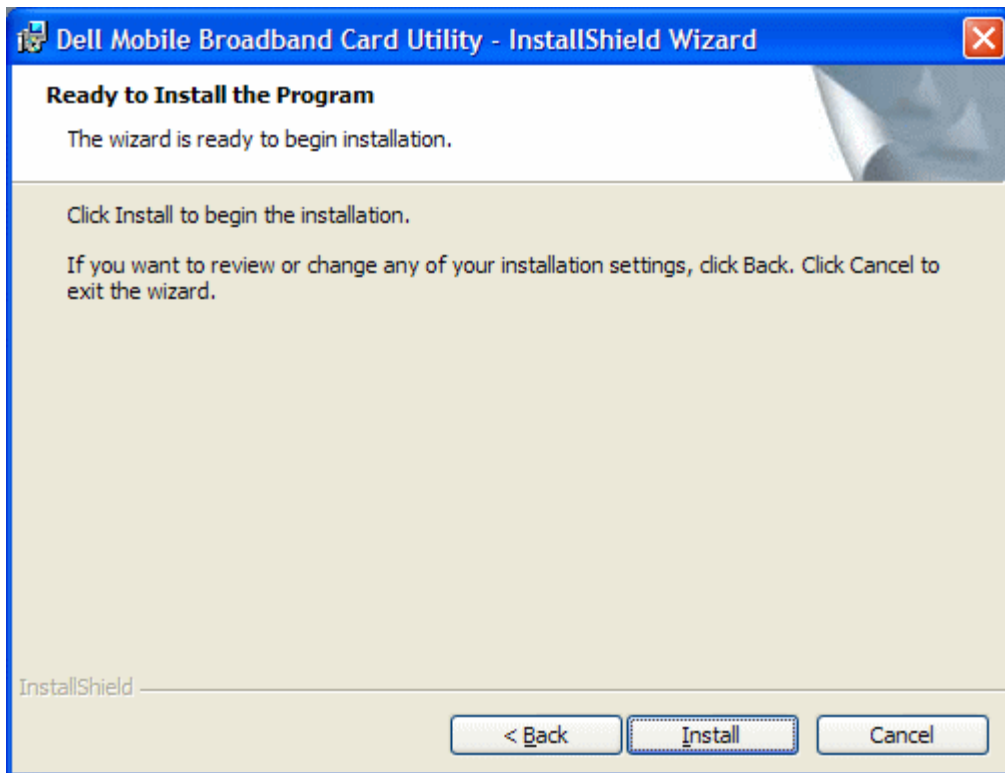 Dell Mobile Broadband Card Utility - InstallShield Wizard
Ready to Install the Program
The wizard is ready to begin installation.
Click Install to begin the installation.
If you want to review or change any of your installation settings, click Back. Click Cancel to
exit the wizard.
InstallShield
< Back Install Cancel